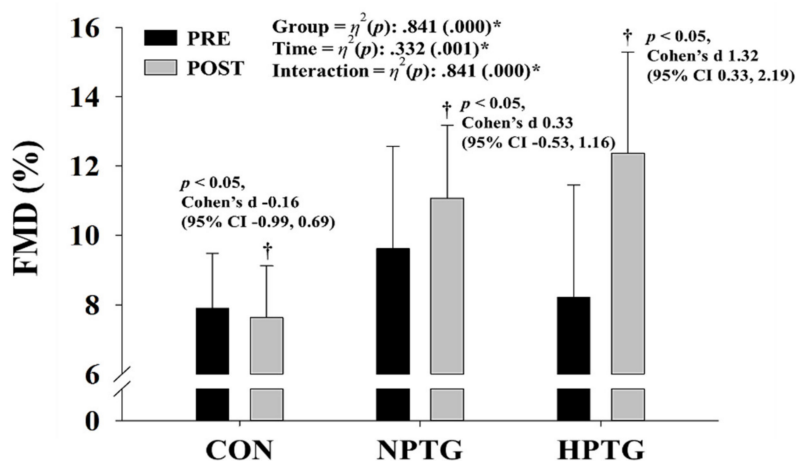 16
14
12
10
8
6
0
FMD (%)
PRE
POST
Group = η²(p): .841 (.000)*
Time = η²(p): .332 (.001)*
Interaction = η²(p): .841 (.000)*
p < 0.05,
Cohen's d -0.16
(95% CI -0.99, 0.69)
†
† p < 0.05,
Cohen's d 0.33
(95% CI -0.53, 1.16)
† p < 0.05,
Cohen's d 1.32
(95% CI 0.33, 2.19)
CON NPTG HPTG